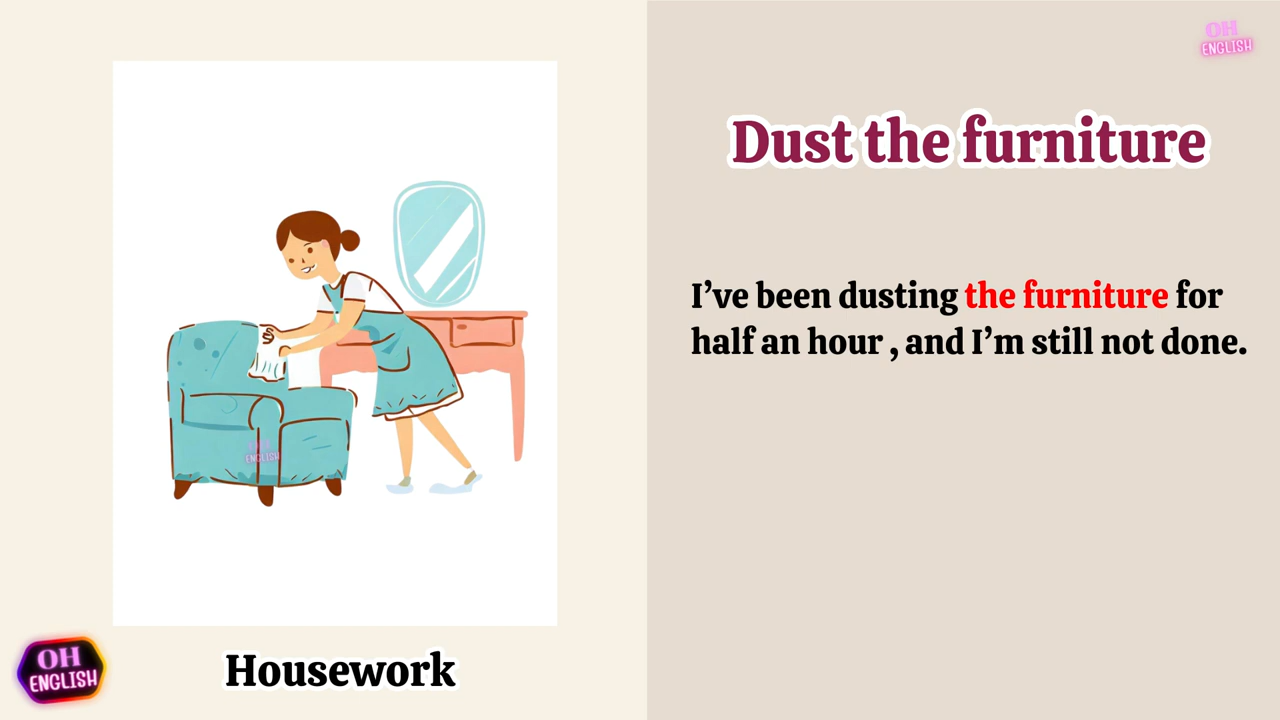 OH
ENGLISH
Dust the furniture
I’ve been dusting the furniture for
half an hour , and I’m still not done.
ENGLISH
Housework
OH
ENGLISH